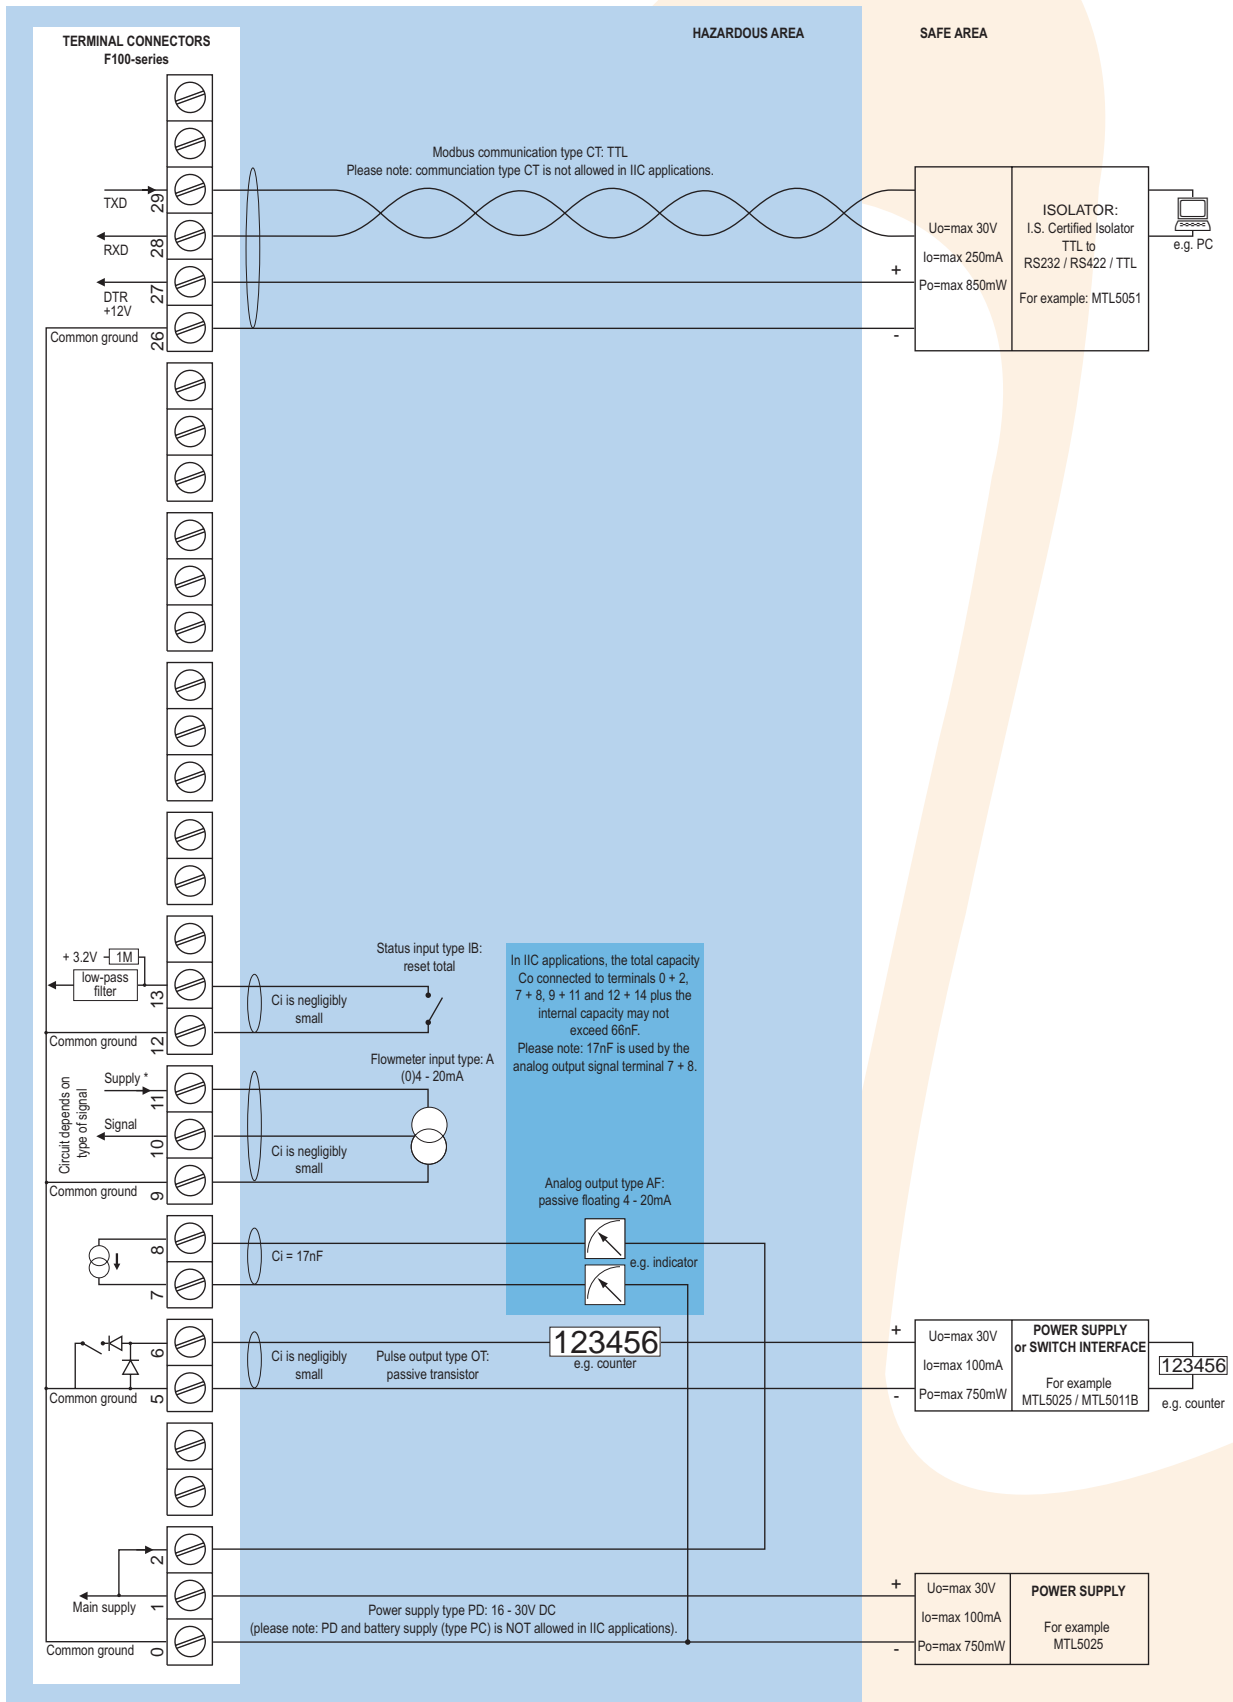 TERMINAL CONNECTORS
F100-series
HAZARDOUS AREA
SAFE AREA
Modbus communication type CT: TTL
Please note: communciation type CT is not allowed in IIC applications.
TXD
29
RXD
28
DTR
+12V
27
Common ground
26
+
-
Uo=max 30V
Io=max 250mA
Po=max 850mW
ISOLATOR:
I.S. Certified Isolator
TTL to
RS232 / RS422 / TTL
For example: MTL5051
e.g. PC
+ 3.2V
1M
low-pass
filter
13
Common ground
12
Ci is negligibly
small
Status input type IB:
reset total
Circuit depends on
type of signal
Supply *
11
Signal
10
Common ground
9
Flowmeter input type: A
(0)4 - 20mA
Ci is negligibly
small
In IIC applications, the total capacity
Co connected to terminals 0 + 2,
7 + 8, 9 + 11 and 12 + 14 plus the
internal capacity may not
exceed 66nF.
Please note: 17nF is used by the
analog output signal terminal 7 + 8.
Analog output type AF:
passive floating 4 - 20mA
8
7
Ci = 17nF
e.g. indicator
6
Common ground
5
Ci is negligibly
small
Pulse output type OT:
passive transistor
123456
e.g. counter
+
-
Uo=max 30V
Io=max 100mA
Po=max 750mW
POWER SUPPLY
or SWITCH INTERFACE
For example
MTL5025 / MTL5011B
123456
e.g. counter
2
Main supply
1
Common ground
0
Power supply type PD: 16 - 30V DC
(please note: PD and battery supply (type PC) is NOT allowed in IIC applications).
+
-
Uo=max 30V
Io=max 100mA
Po=max 750mW
POWER SUPPLY
For example
MTL5025